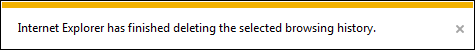 Internet Explorer has finished deleting the selected browsing history.